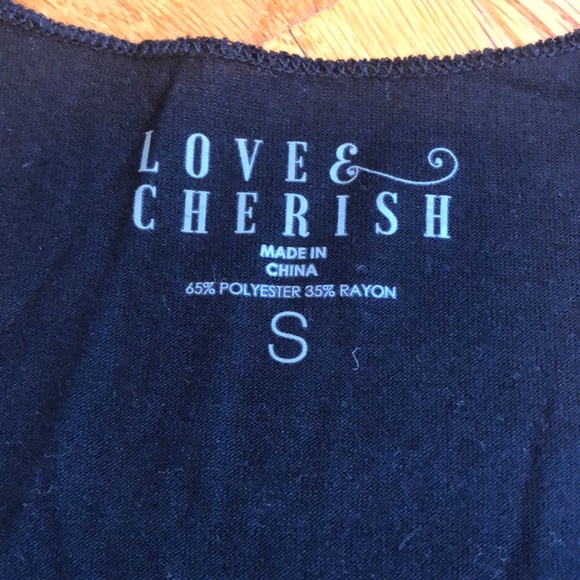 LOVE &
CHERISH
MADE IN
CHINA
65% POLYESTER 35% RAYON
S